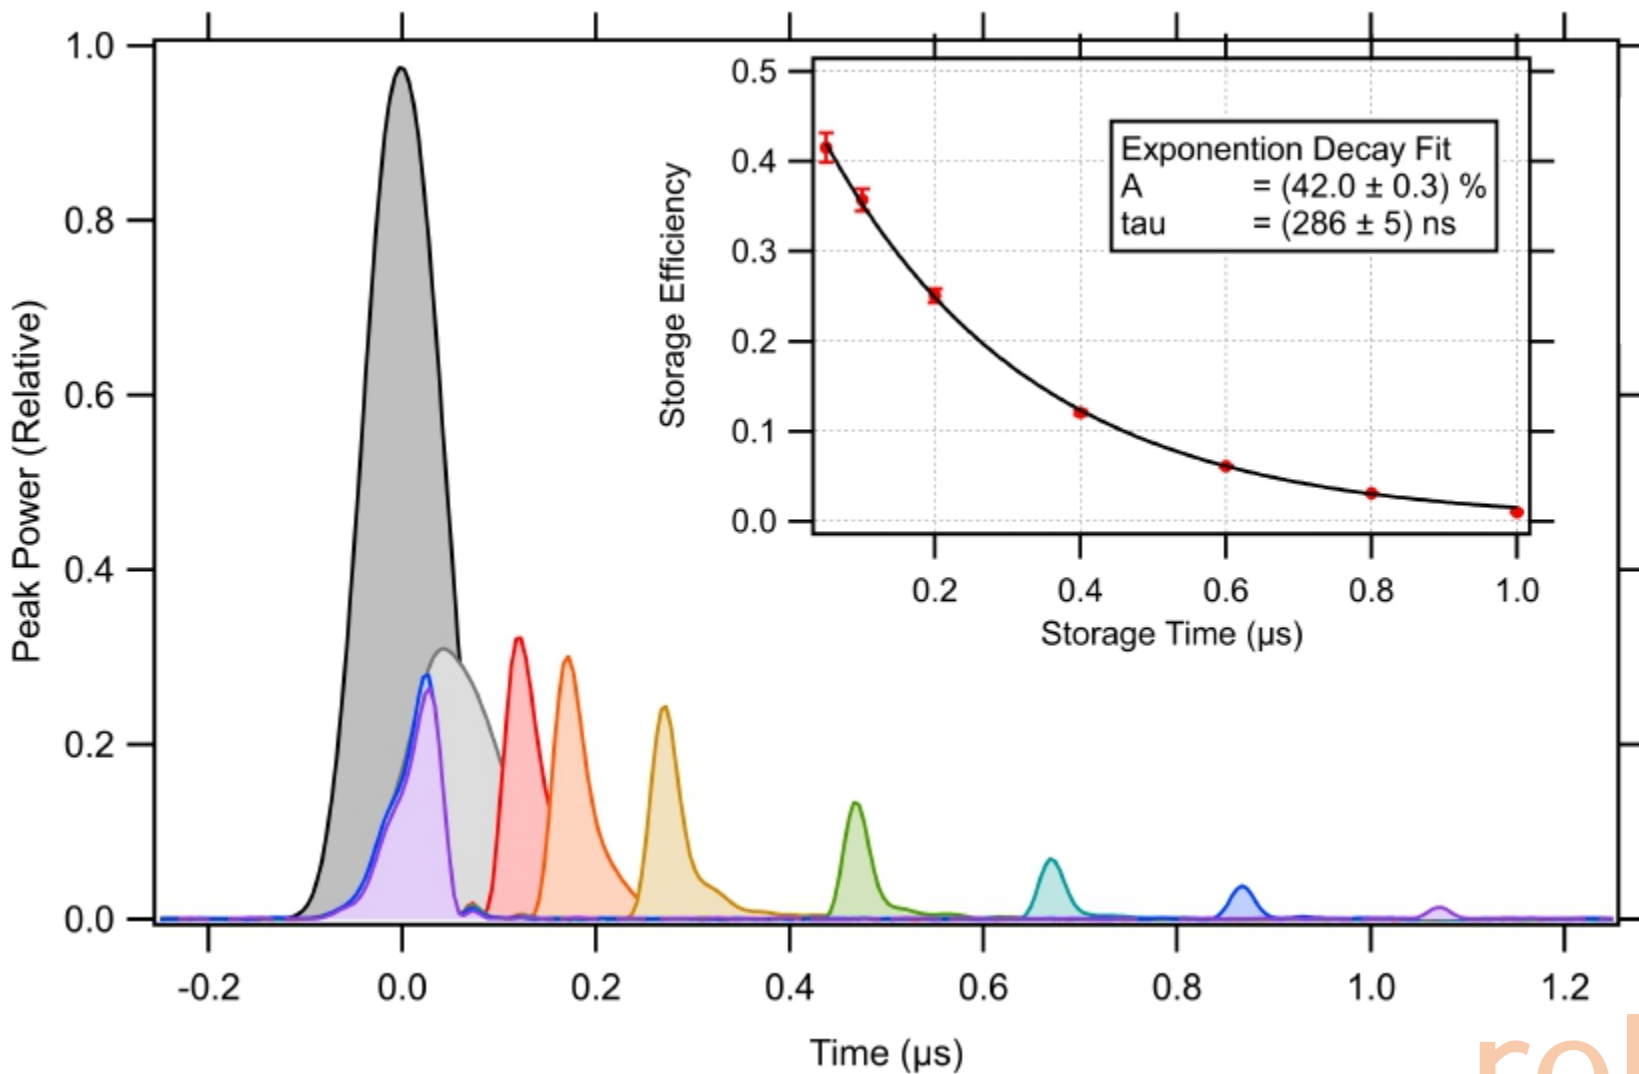 1.0
0.8
0.6
0.4
0.2
0.0
Peak Power (Relative)
-0.2 0.0 0.2 0.4 0.6 0.8 1.0 1.2
Time (μs)
0.5
0.4
0.3
0.2
0.1
0.0
Storage Efficiency
Exponention Decay Fit
A = (42.0 ± 0.3) %
tau = (286 ± 5) ns
0.2 0.4 0.6 0.8 1.0
Storage Time (μs)